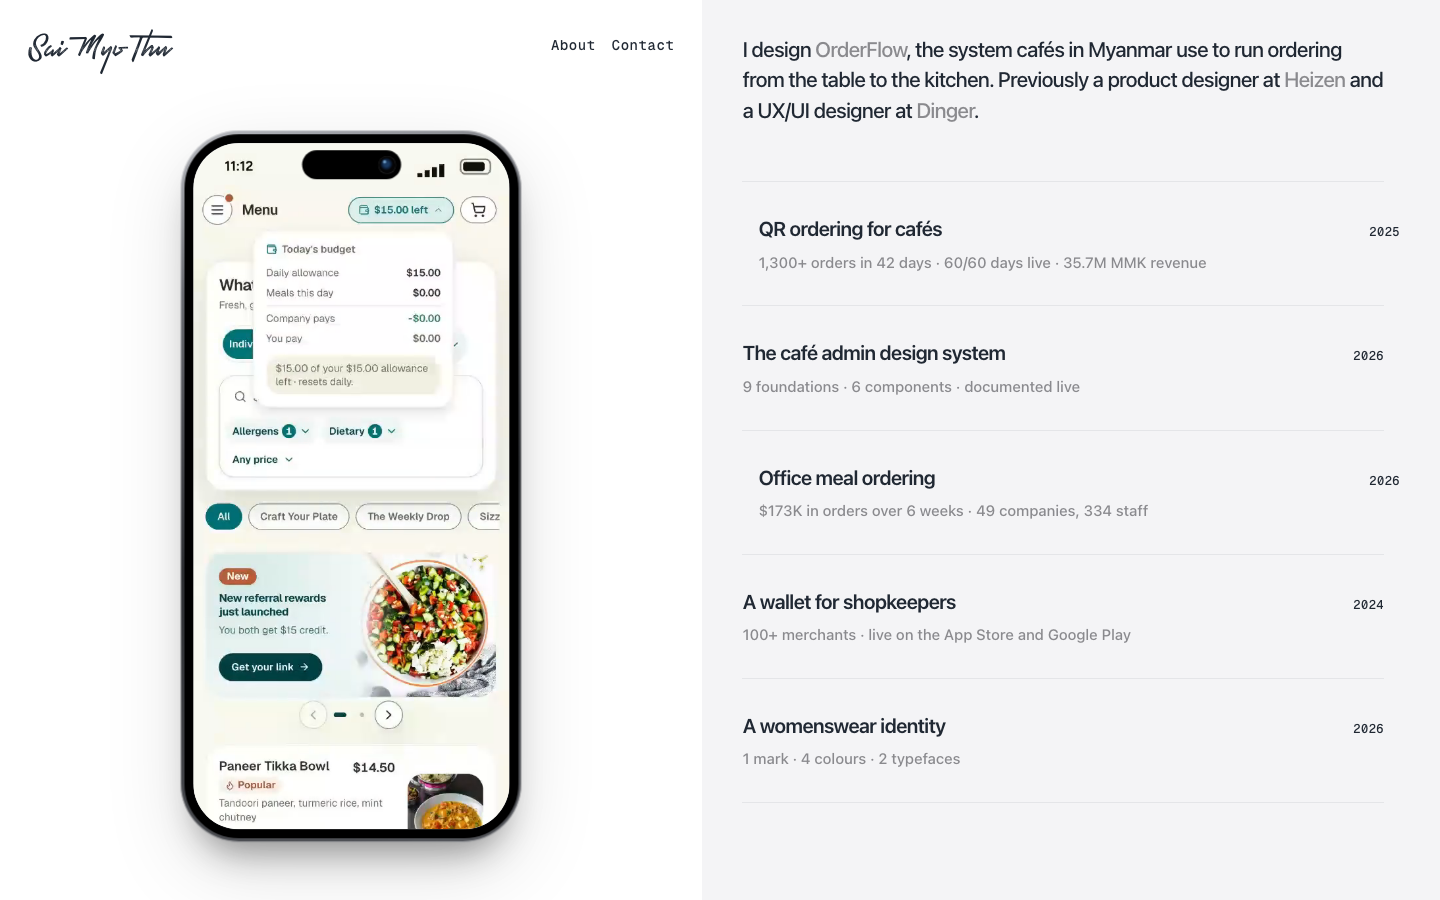 Sai Myo Thu
About Contact
11:12
Menu
$15.00 left
Today's budget
Daily allowance $15.00
Meals this day $0.00
Company pays -$0.00
You pay $0.00
$15.00 of your $15.00 allowance
left · resets daily.
What
Fresh,
Indiv
Allergens 1 Dietary 1
Any price
All Craft Your Plate The Weekly Drop Sizz
New
New referral rewards
just launched
You both get $15 credit.
Get your link →
Paneer Tikka Bowl $14.50
Popular
Tandoori paneer, turmeric rice, mint
chutney
I design OrderFlow, the system cafés in Myanmar use to run ordering
from the table to the kitchen. Previously a product designer at Heizen and
a UX/UI designer at Dinger.
QR ordering for cafés 2025
1,300+ orders in 42 days · 60/60 days live · 35.7M MMK revenue
The café admin design system 2026
9 foundations · 6 components · documented live
Office meal ordering 2026
$173K in orders over 6 weeks · 49 companies, 334 staff
A wallet for shopkeepers 2024
100+ merchants · live on the App Store and Google Play
A womenswear identity 2026
1 mark · 4 colours · 2 typefaces